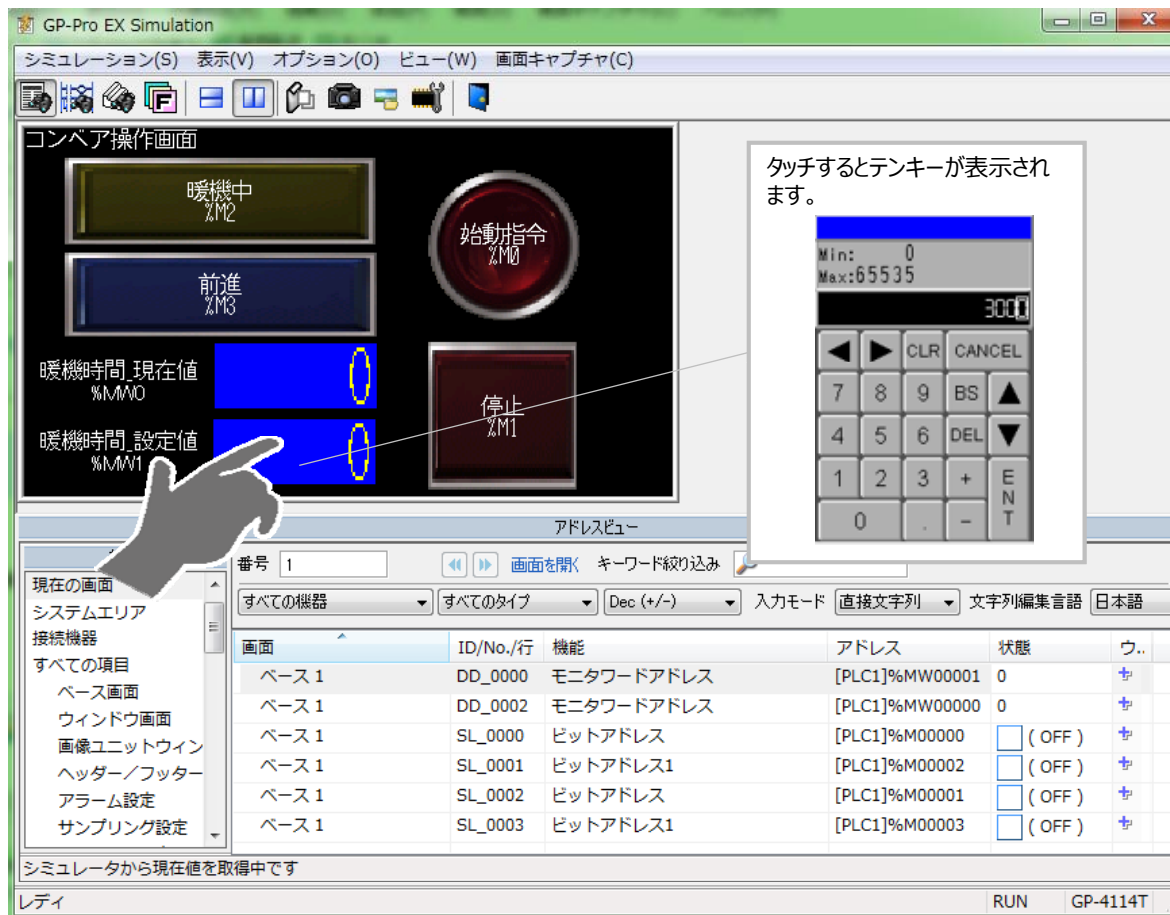 GP-Pro EX Simulation
シミュレーション(S) 表示(V) オプション(O) ビュー(W) 画面キャプチャ(C)
コンベア操作画面
暖機中
%M2
始動指令
%M0
前進
%M3
暖機時間_現在値
%MW0
0
停止
%M1
暖機時間_設定値
%MW1
0
タッチするとテンキーが表示され
ます。
Min: 0
Max:65535
3000
CLR CANCEL
7 8 9 BS
4 5 6 DEL
1 2 3 + ENT
0 . -
アドレスビュー
番号 1 画面を開く キーワード絞り込み
すべての機器 すべてのタイプ Dec (+/-) 入力モード 直接文字列 文字列編集言語 日本語
現在の画面
システムエリア
接続機器
すべての項目
ベース画面
ウィンドウ画面
画像ユニットウィン
ヘッダー/フッター
アラーム設定
サンプリング設定
画面 ID/No./行 機能 アドレス 状態 ウ..
ベース 1 DD_0000 モニタワードアドレス [PLC1]%MW00001 0
ベース 1 DD_0002 モニタワードアドレス [PLC1]%MW00000 0
ベース 1 SL_0000 ビットアドレス [PLC1]%M00000 ( OFF )
ベース 1 SL_0001 ビットアドレス1 [PLC1]%M00002 ( OFF )
ベース 1 SL_0002 ビットアドレス [PLC1]%M00001 ( OFF )
ベース 1 SL_0003 ビットアドレス1 [PLC1]%M00003 ( OFF )
シミュレータから現在値を取得中です
レディ RUN GP-4114T